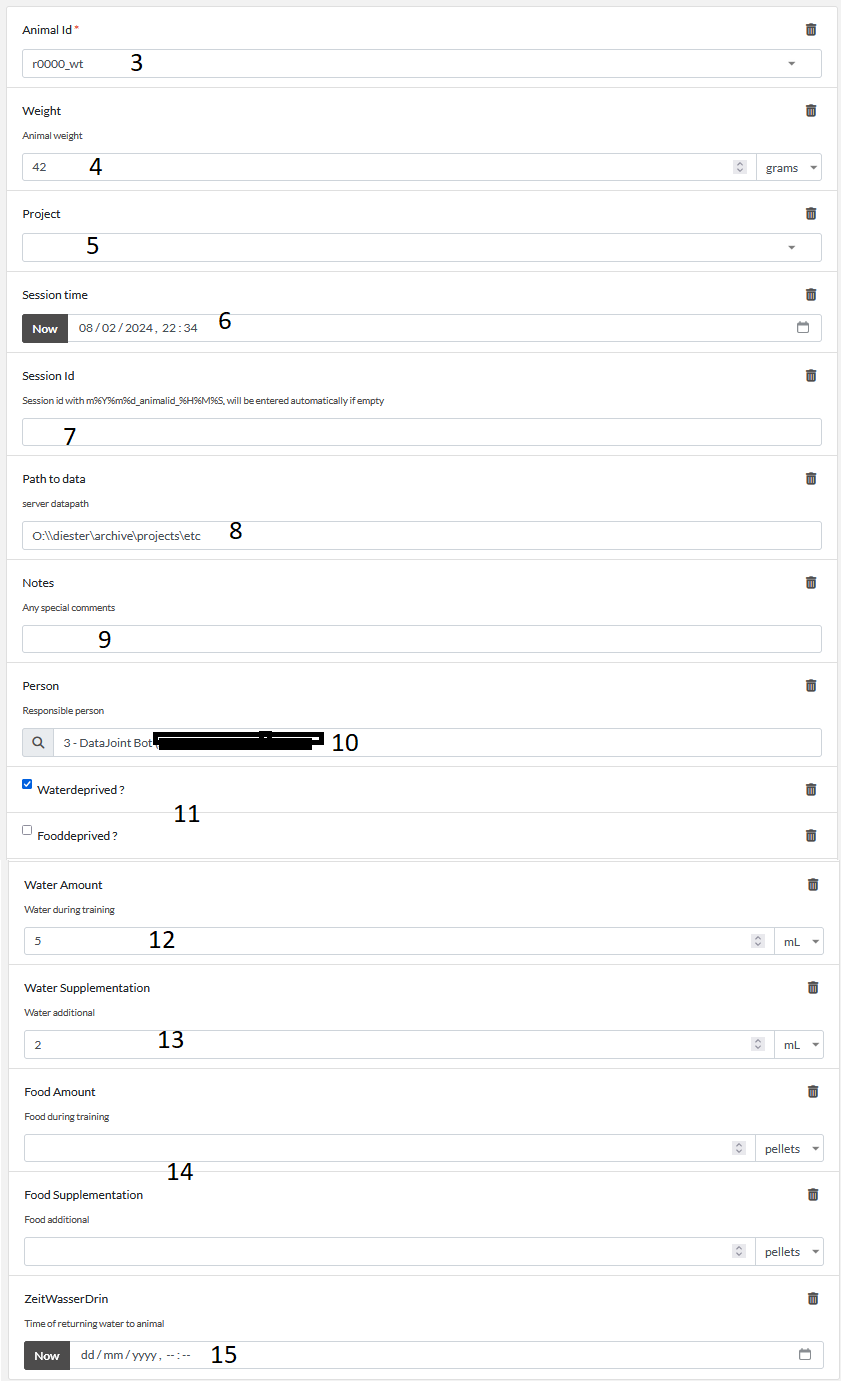 Animal Id *
r0000_wt 3
Weight
Animal weight
42 4 grams
Project
5
Session time
Now 08 / 02 / 2024 , 22 : 34 6
Session Id
Session id with m%Y%m%d_animalid_%H%M%S, will be entered automatically if empty
7
Path to data
server datapath
O:\\diester\archive\projects\etc 8
Notes
Any special comments
9
Person
Responsible person
3 - DataJoint Bot ( 10
Waterdeprived ?
11
Fooddeprived ?
Water Amount
Water during training
5 12 mL
Water Supplementation
Water additional
2 13 mL
Food Amount
Food during training
pellets
14
Food Supplementation
Food additional
pellets
ZeitWasserDrin
Time of returning water to animal
Now dd / mm / yyyy , -- : -- 15